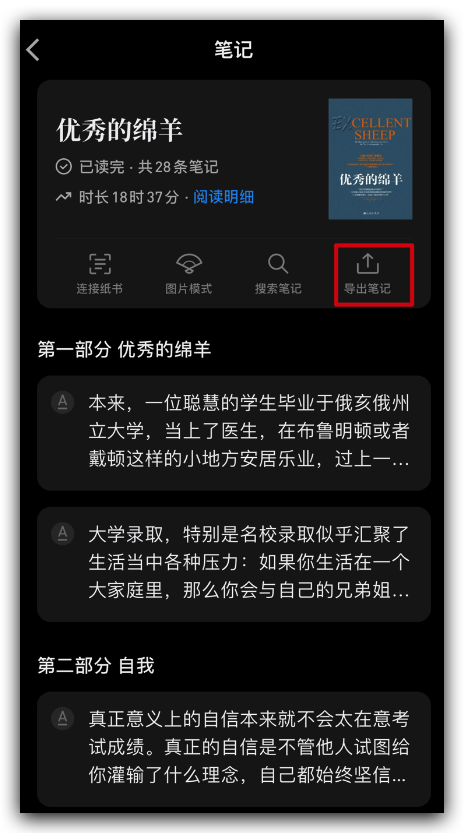 笔记
优秀的绵羊
已读完 · 共28条笔记
时长18时37分 · 阅读明细
EXCELLENT
SHEEP
优秀的绵羊
连接纸书
图片模式
搜索笔记
导出笔记
第一部分 优秀的绵羊
本来，一位聪慧的学生毕业于俄亥俄州
立大学，当上了医生，在布鲁明顿或者
戴顿这样的小地方安居乐业，过上一...
大学录取，特别是名校录取似乎汇聚了
生活当中各种压力：如果你生活在一个
大家庭里，那么你会与自己的兄弟姐...
第二部分 自我
真正意义上的自信本来就不会太在意考
试成绩。真正的自信是不管他人试图给
你灌输了什么理念，自己都始终坚信...